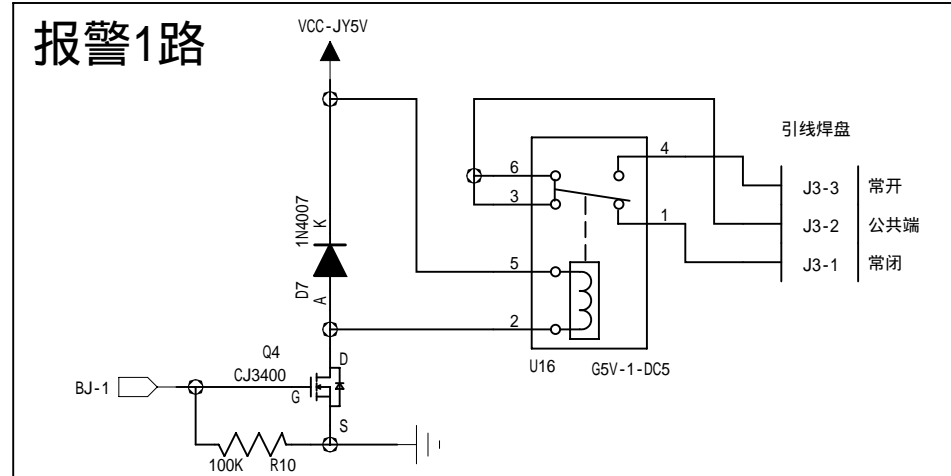 报警1路
VCC-JY5V
引线焊盘
6
4
J3-3 常开
3
1
J3-2 公共端
J3-1 常闭
1N4007
K
5
D7
A
2
Q4
D
U16
G5V-1-DC5
CJ3400
BJ-1
G
S
100K
R10